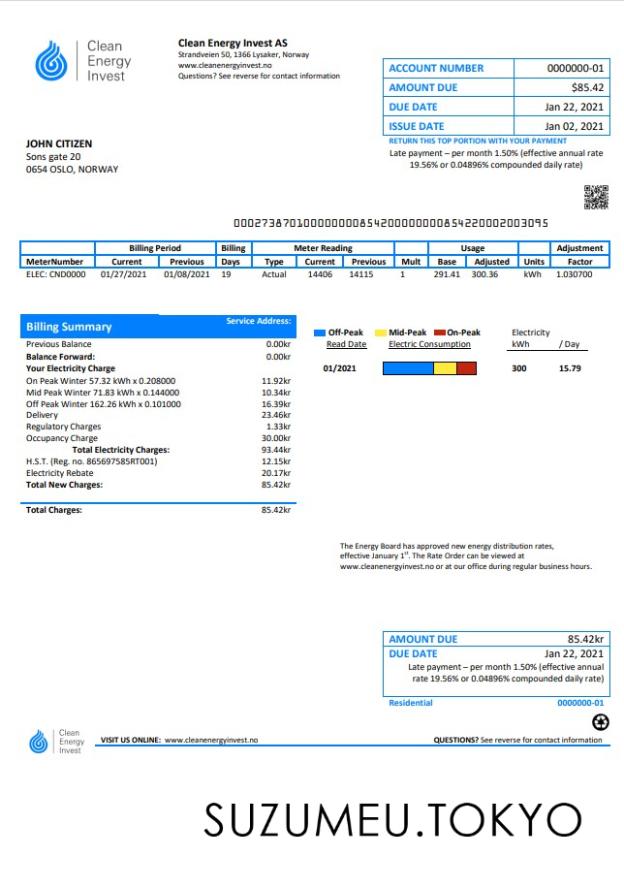 Clean
Energy
Invest
Clean Energy Invest AS
Strandveien 50, 1366 Lysaker, Norway
www.cleanenergyinvest.no
Questions? See reverse for contact information
ACCOUNT NUMBER 0000000-01
AMOUNT DUE $85.42
DUE DATE Jan 22, 2021
ISSUE DATE Jan 02, 2021
RETURN THIS TOP PORTION WITH YOUR PAYMENT
Late payment – per month 1.50% (effective annual rate
19.56% or 0.04896% compounded daily rate)
JOHN CITIZEN
Sons gate 20
0654 OSLO, NORWAY
000273870100000000854200000000854220002003095
Billing Period Billing Meter Reading Usage Adjustment
MeterNumber Current Previous Days Type Current Previous Mult Base Adjusted Units Factor
ELEC: CND0000 01/27/2021 01/08/2021 19 Actual 14406 14115 1 291.41 300.36 kWh 1.030700
Billing Summary Service Address:
Previous Balance 0.00kr
Balance Forward: 0.00kr
Your Electricity Charge
On Peak Winter 57.32 kWh x 0.208000 11.92kr
Mid Peak Winter 71.83 kWh x 0.144000 10.34kr
Off Peak Winter 162.26 kWh x 0.101000 16.39kr
Delivery 23.46kr
Regulatory Charges 1.33kr
Occupancy Charge 30.00kr
Total Electricity Charges: 93.44kr
H.S.T. (Reg. no. 865697585RT001) 12.15kr
Electricity Rebate 20.17kr
Total New Charges: 85.42kr
Total Charges: 85.42kr
Off-Peak Mid-Peak On-Peak Electricity
Read Date Electric Consumption kWh / Day
01/2021 300 15.79
The Energy Board has approved new energy distribution rates,
effective January 1st. The Rate Order can be viewed at
www.cleanenergyinvest.no or at our office during regular business hours.
AMOUNT DUE 85.42kr
DUE DATE Jan 22, 2021
Late payment – per month 1.50% (effective annual
rate 19.56% or 0.04896% compounded daily rate)
Residential 0000000-01
Clean
Energy
Invest
VISIT US ONLINE: www.cleanenergyinvest.no QUESTIONS? See reverse for contact information
SUZUMEU.TOKYO